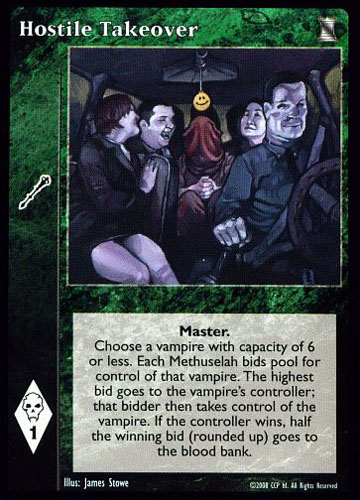 Hostile Takeover
Master.
Choose a vampire with capacity of 6
or less. Each Methuselah bids pool for
control of that vampire. The highest
bid goes to the vampire's controller;
that bidder then takes control of the
vampire. If the controller wins, half
the winning bid (rounded up) goes to
the blood bank.
1
Illus: James Stowe
©2008 CCP hf. All Rights Reserved